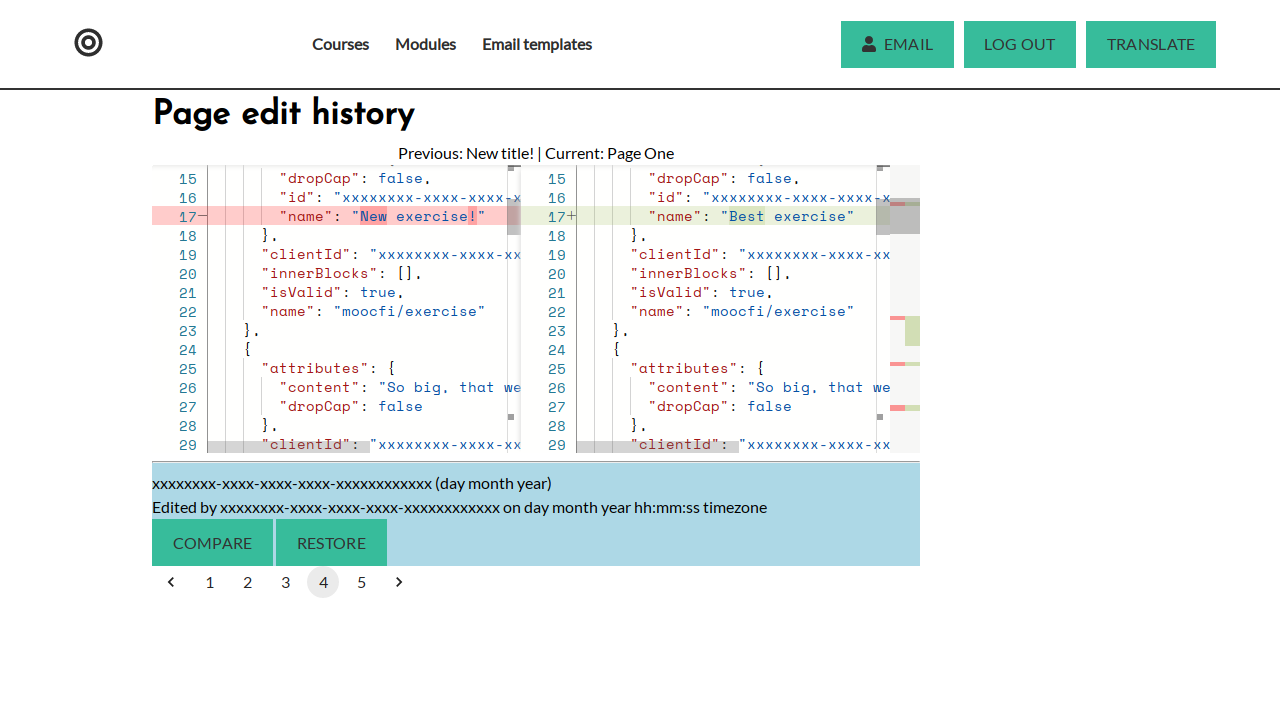 Courses Modules Email templates EMAIL LOG OUT TRANSLATE
Page edit history
Previous: New title! | Current: Page One
15 "dropCap": false, 15 "dropCap": false,
16 "id": "xxxxxxxx-xxxx-xxxx-x 16 "id": "xxxxxxxx-xxxx-xxxx-x
17− "name": "New exercise!" 17+ "name": "Best exercise"
18 }, 18 },
19 "clientId": "xxxxxxxx-xxxx-xx 19 "clientId": "xxxxxxxx-xxxx-xx
20 "innerBlocks": [], 20 "innerBlocks": [],
21 "isValid": true, 21 "isValid": true,
22 "name": "moocfi/exercise" 22 "name": "moocfi/exercise"
23 }, 23 },
24 { 24 {
25 "attributes": { 25 "attributes": {
26 "content": "So big, that we 26 "content": "So big, that we
27 "dropCap": false 27 "dropCap": false
28 }, 28 },
29 "clientId": "xxxxxxxx-xxxx-xx 29 "clientId": "xxxxxxxx-xxxx-xx
xxxxxxxx-xxxx-xxxx-xxxx-xxxxxxxxxxxx (day month year)
Edited by xxxxxxxx-xxxx-xxxx-xxxx-xxxxxxxxxxxx on day month year hh:mm:ss timezone
COMPARE RESTORE
1 2 3 4 5